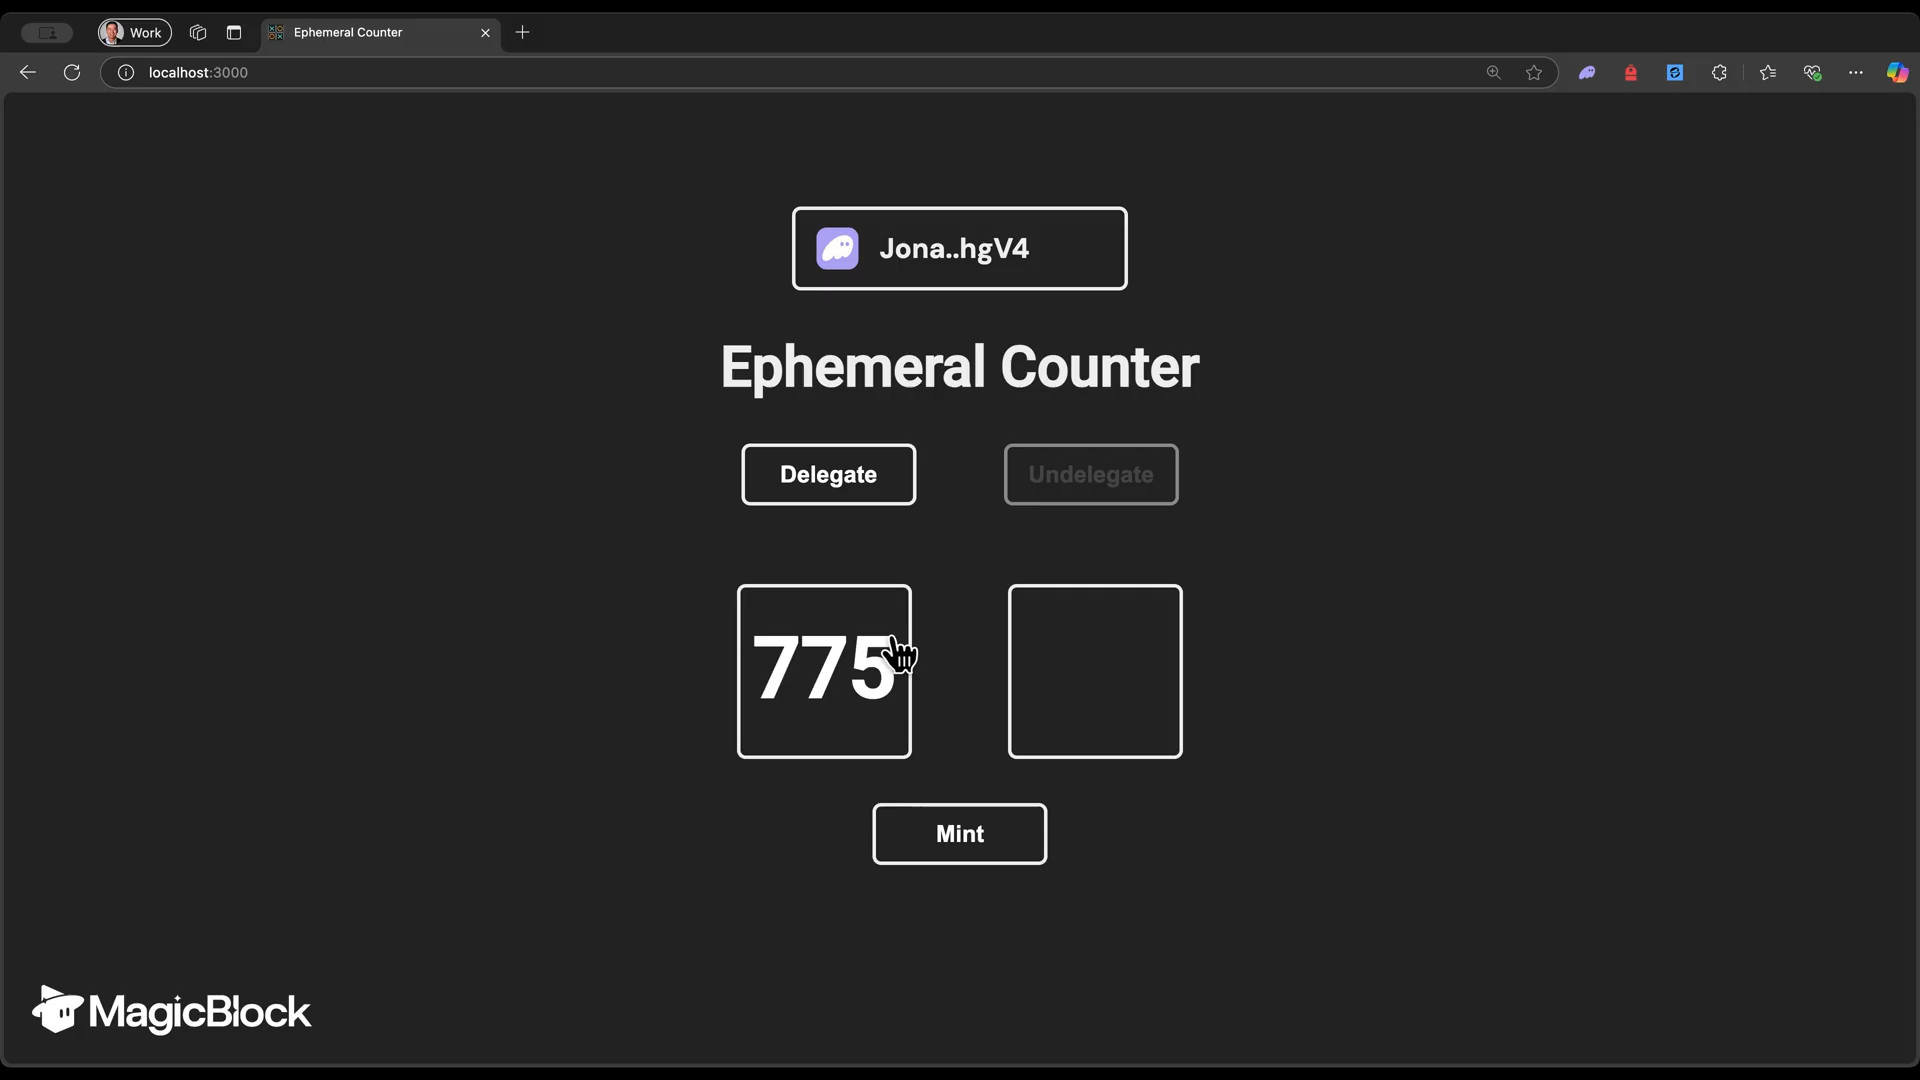 Work
Ephemeral Counter
localhost:3000
Jona..hgV4
Ephemeral Counter
Delegate
Undelegate
775
Mint
MagicBlock